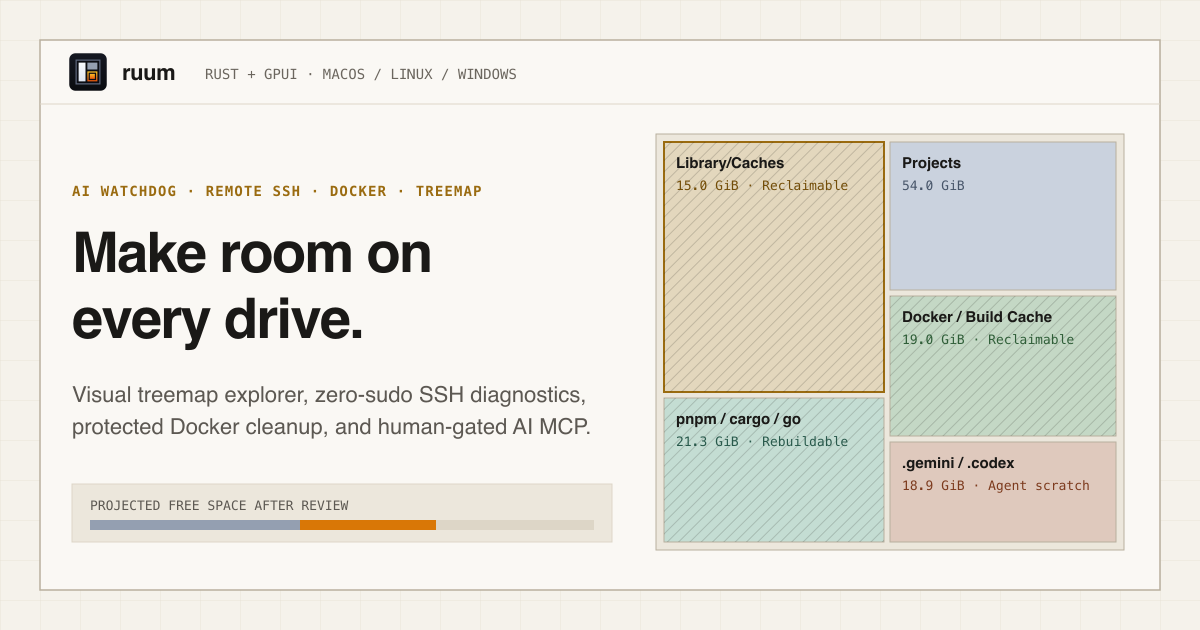 ruum
RUST + GPUI · MACOS / LINUX / WINDOWS
AI WATCHDOG · REMOTE SSH · DOCKER · TREEMAP
Make room on
every drive.
Visual treemap explorer, zero-sudo SSH diagnostics,
protected Docker cleanup, and human-gated AI MCP.
PROJECTED FREE SPACE AFTER REVIEW
Library/Caches
15.0 GiB · Reclaimable
pnpm / cargo / go
21.3 GiB · Rebuildable
Projects
54.0 GiB
Docker / Build Cache
19.0 GiB · Reclaimable
.gemini / .codex
18.9 GiB · Agent scratch